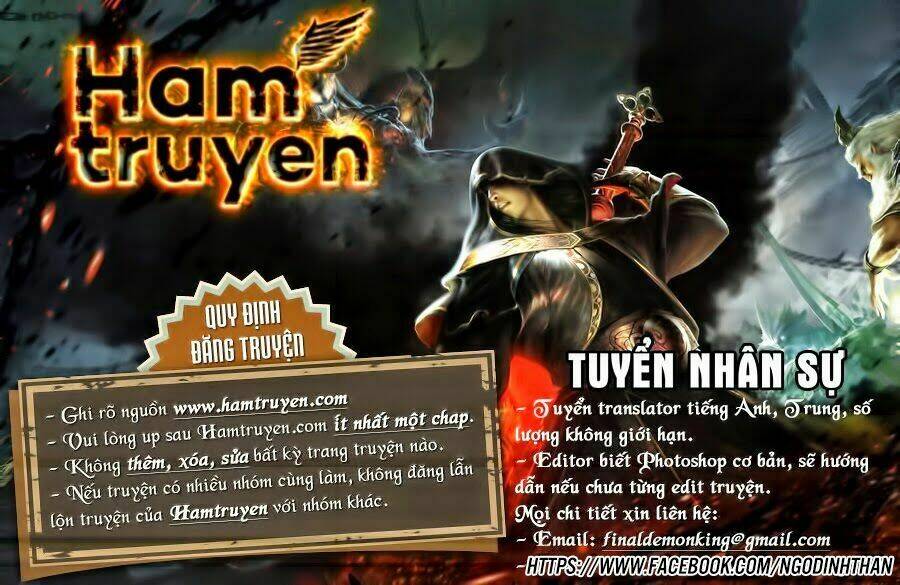 Ham
truyen
QUY ĐỊNH
ĐĂNG TRUYỆN
- Ghi rõ nguồn www.hamtruyen.com
- Vui lòng up sau Hamtruyen.com ít nhất một chap.
- Không thêm, xóa, sửa bất kỳ trang truyện nào.
- Nếu truyện có nhiều nhóm cùng làm, không đăng lẫn
lộn truyện của Hamtruyen với nhóm khác.
TUYỂN NHÂN SỰ
- Tuyển translator tiếng Anh, Trung, số
lượng không giới hạn.
- Editor biết Photoshop cơ bản, sẽ hướng
dẫn nếu chưa từng edit truyện.
Mọi chi tiết xin liên hệ:
- Email: finaldemonking@gmail.com
-HTTPS://WWW.FACEBOOK.COM/NGODINHTHAN